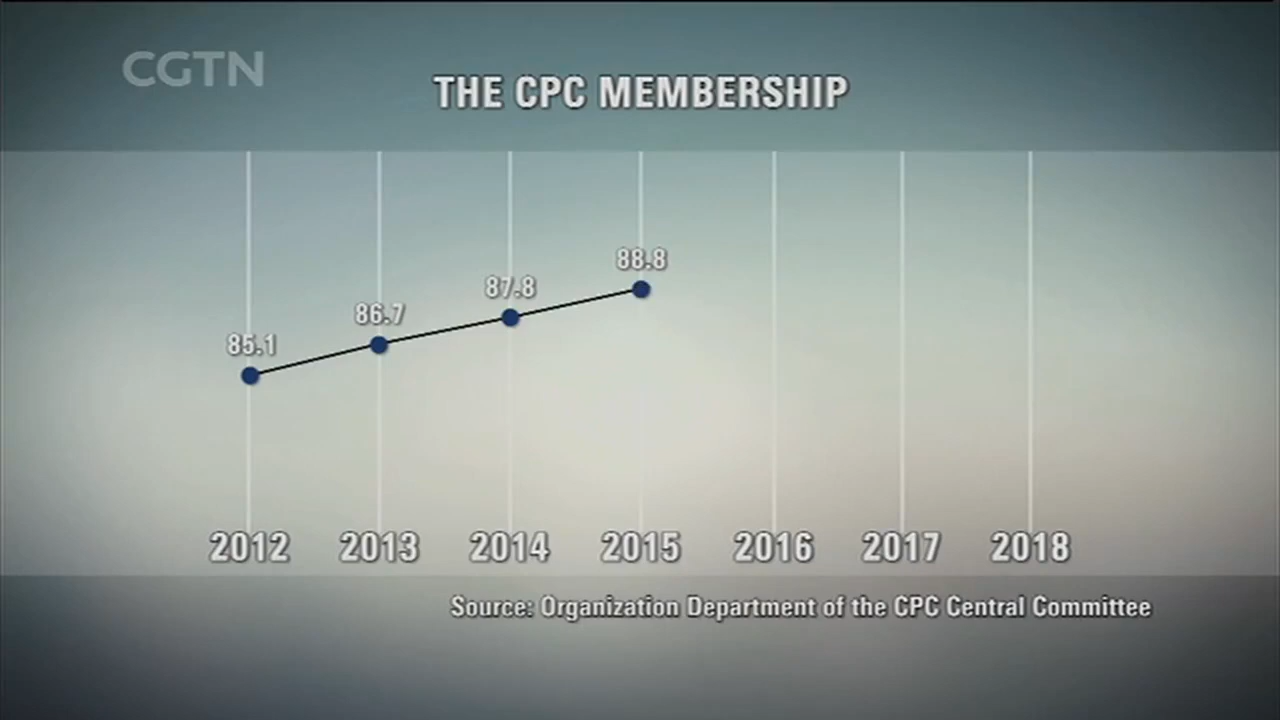 CGTN
THE CPC MEMBERSHIP
88.8
87.8
86.7
85.1
2012 2013 2014 2015 2016 2017 2018
Source: Organization Department of the CPC Central Committee